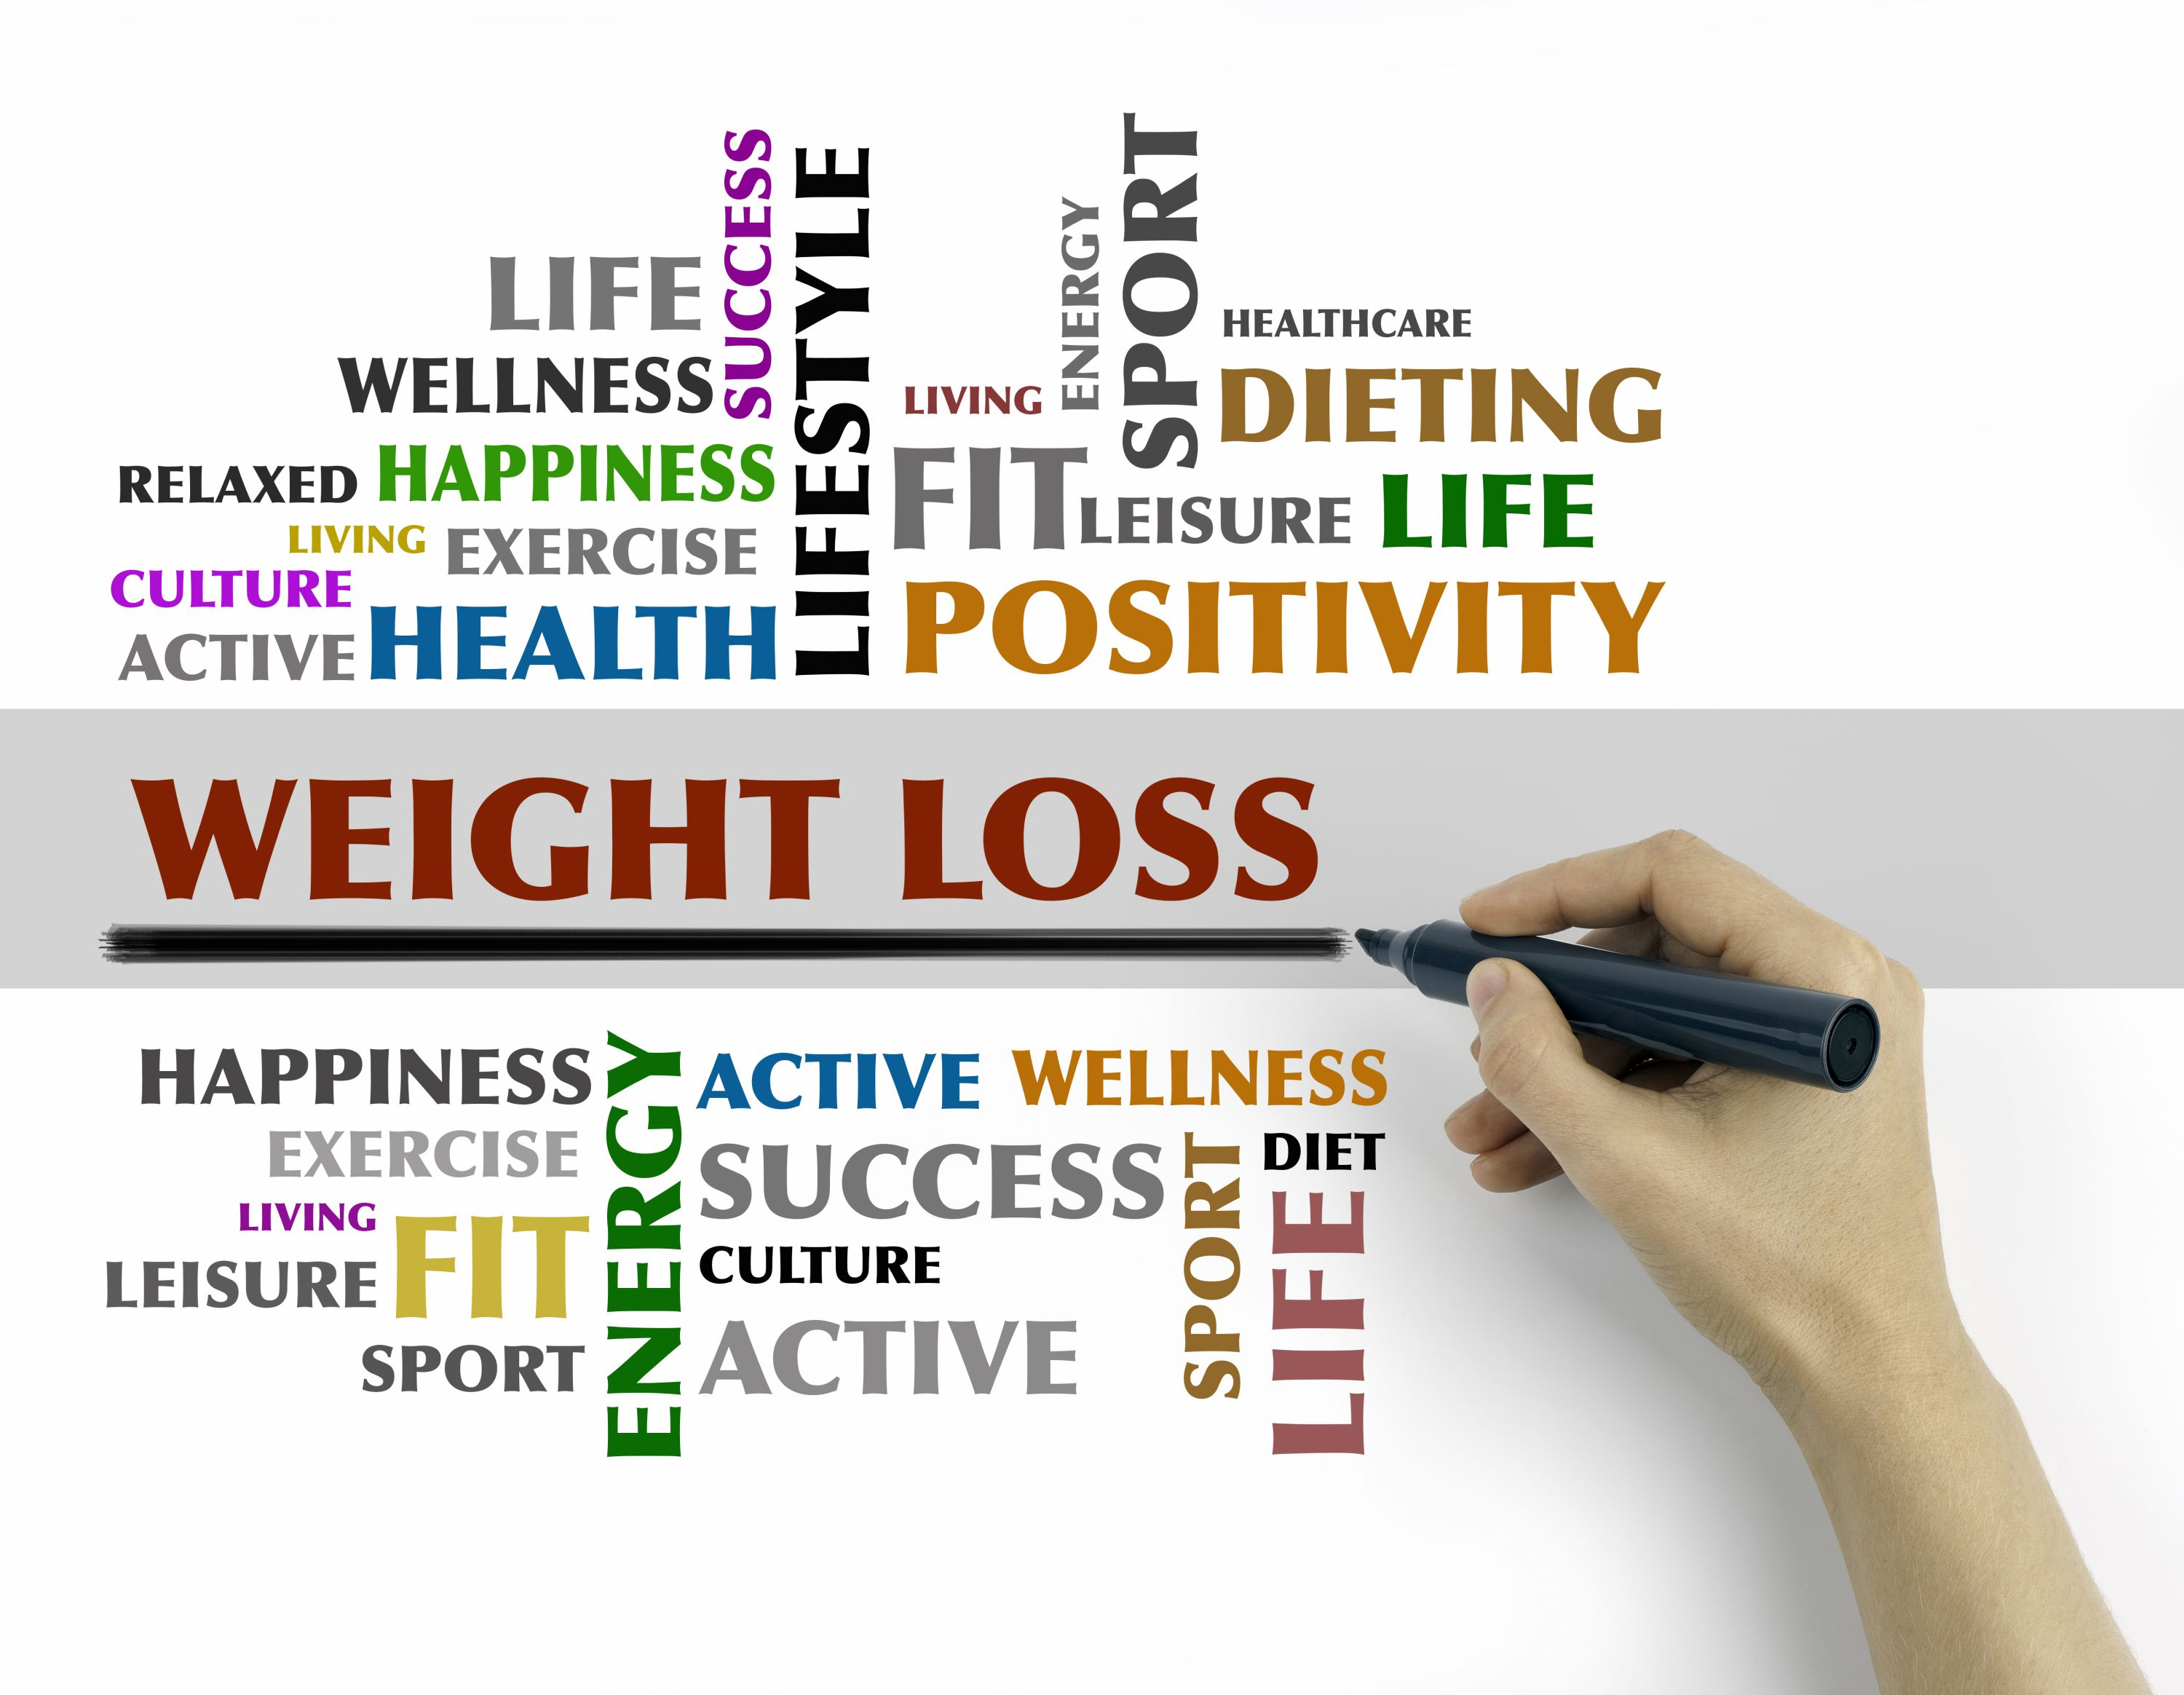 SUCCESS
LIFESTYLE
ENERGY
SPORT
LIFE
HEALTHCARE
WELLNESS
LIVING
DIETING
RELAXED HAPPINESS
FIT LEISURE LIFE
LIVING EXERCISE
CULTURE
POSITIVITY
ACTIVE HEALTH
WEIGHT LOSS
HAPPINESS
ENERGY
ACTIVE WELLNESS
EXERCISE
SUCCESS
SPORT
DIET
LIVING
LIFE
LEISURE FIT
CULTURE
SPORT
ACTIVE